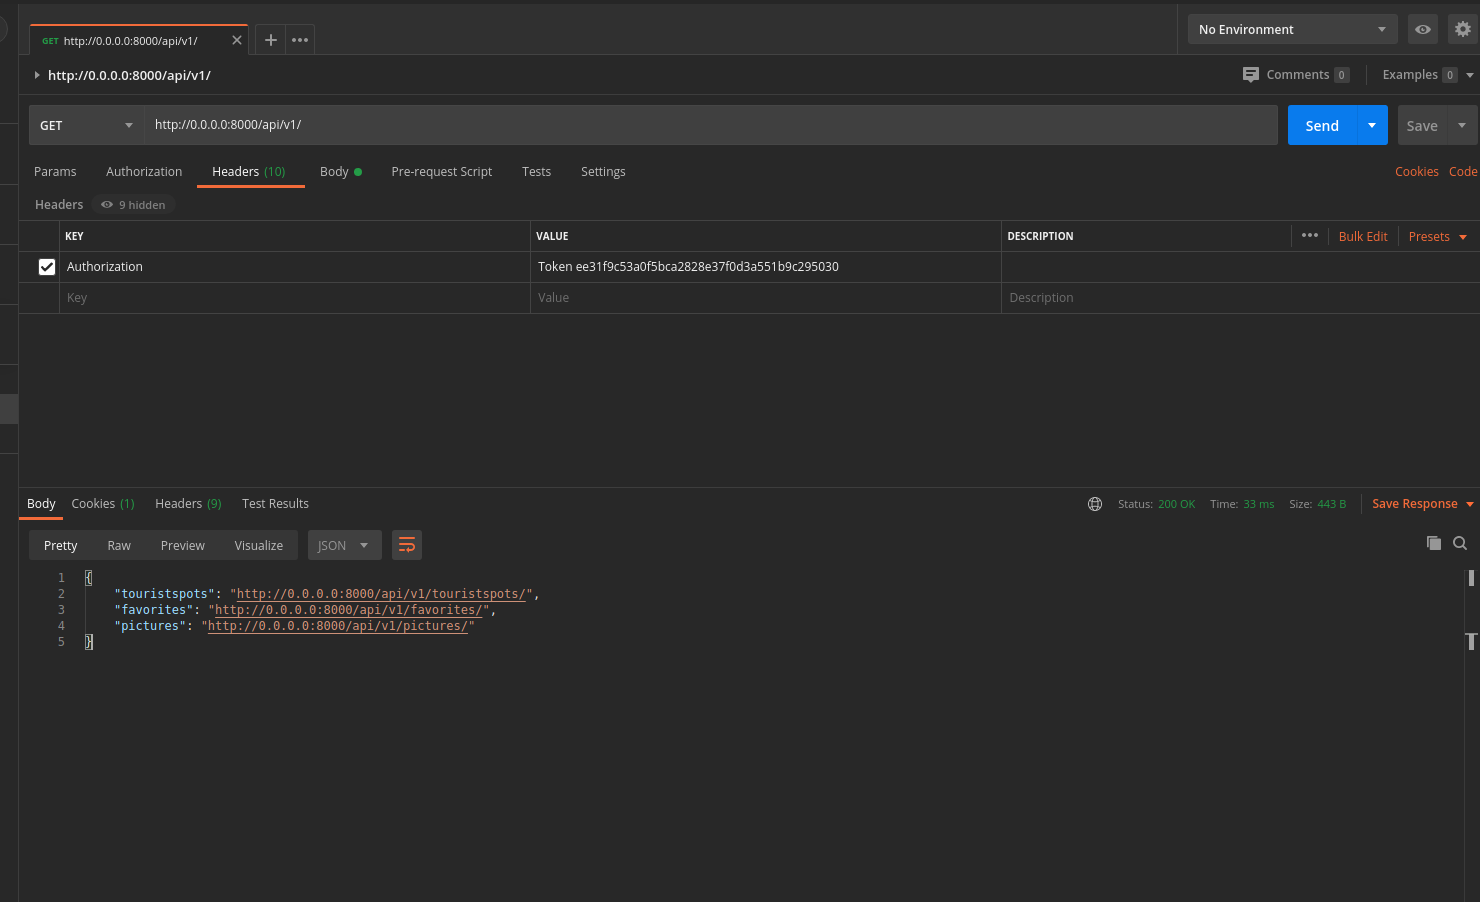 GET http://0.0.0.0:8000/api/v1/
No Environment
http://0.0.0.0:8000/api/v1/
Comments 0
Examples 0
GET
http://0.0.0.0:8000/api/v1/
Send
Save
Params Authorization Headers (10) Body Pre-request Script Tests Settings
Cookies Code
Headers 9 hidden
KEY VALUE DESCRIPTION
Bulk Edit Presets
Authorization Token ee31f9c53a0f5bca2828e37f0d3a551b9c295030
Key Value Description
Body Cookies (1) Headers (9) Test Results
Status: 200 OK Time: 33 ms Size: 443 B Save Response
Pretty Raw Preview Visualize JSON
1 {
2 "touristspots": "http://0.0.0.0:8000/api/v1/touristspots/",
3 "favorites": "http://0.0.0.0:8000/api/v1/favorites/",
4 "pictures": "http://0.0.0.0:8000/api/v1/pictures/"
5 }